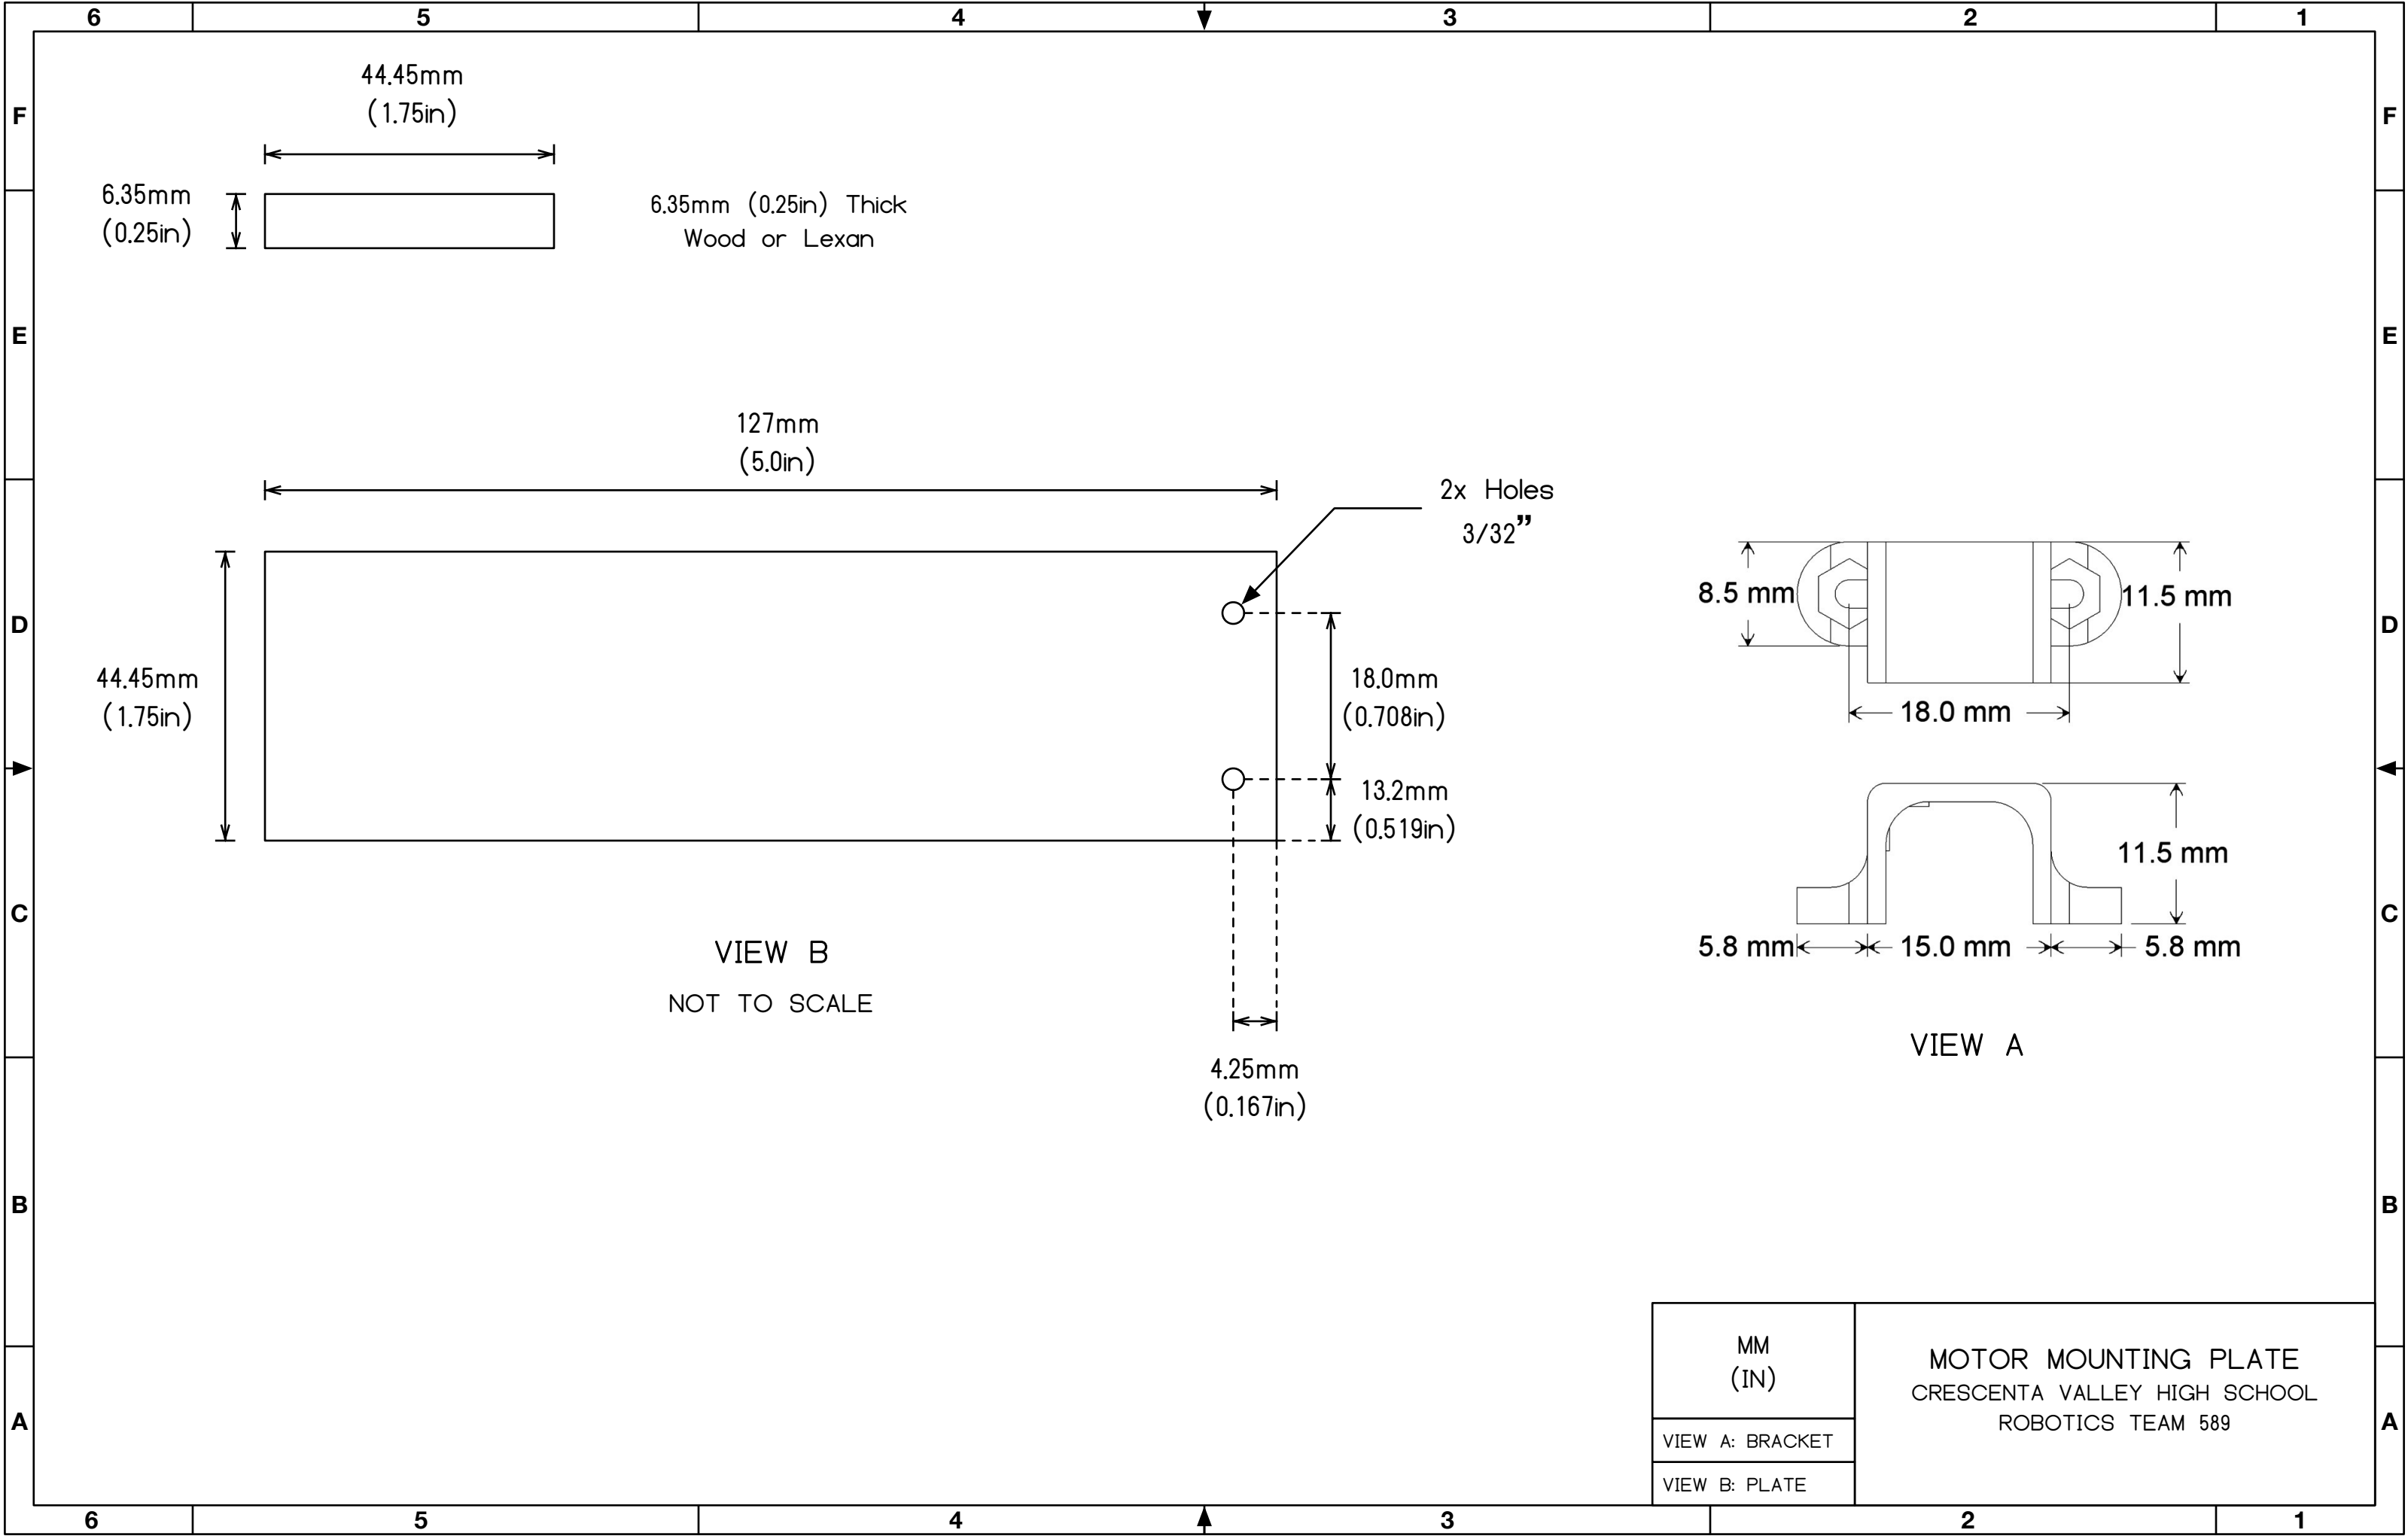 6 5 4 3 2 1
44.45mm
(1.75in)
F F
6.35mm
(0.25in)
6.35mm (0.25in) Thick
Wood or Lexan
E E
127mm
(5.0in)
2x Holes
3/32”
D D
44.45mm
(1.75in)
18.0mm
(0.708in)
13.2mm
(0.519in)
8.5 mm
11.5 mm
18.0 mm
11.5 mm
5.8 mm
15.0 mm
5.8 mm
C C
VIEW B
NOT TO SCALE
4.25mm
(0.167in)
VIEW A
B B
MM
(IN)
VIEW A: BRACKET
VIEW B: PLATE
MOTOR MOUNTING PLATE
CRESCENTA VALLEY HIGH SCHOOL
ROBOTICS TEAM 589
A A
6 5 4 3 2 1